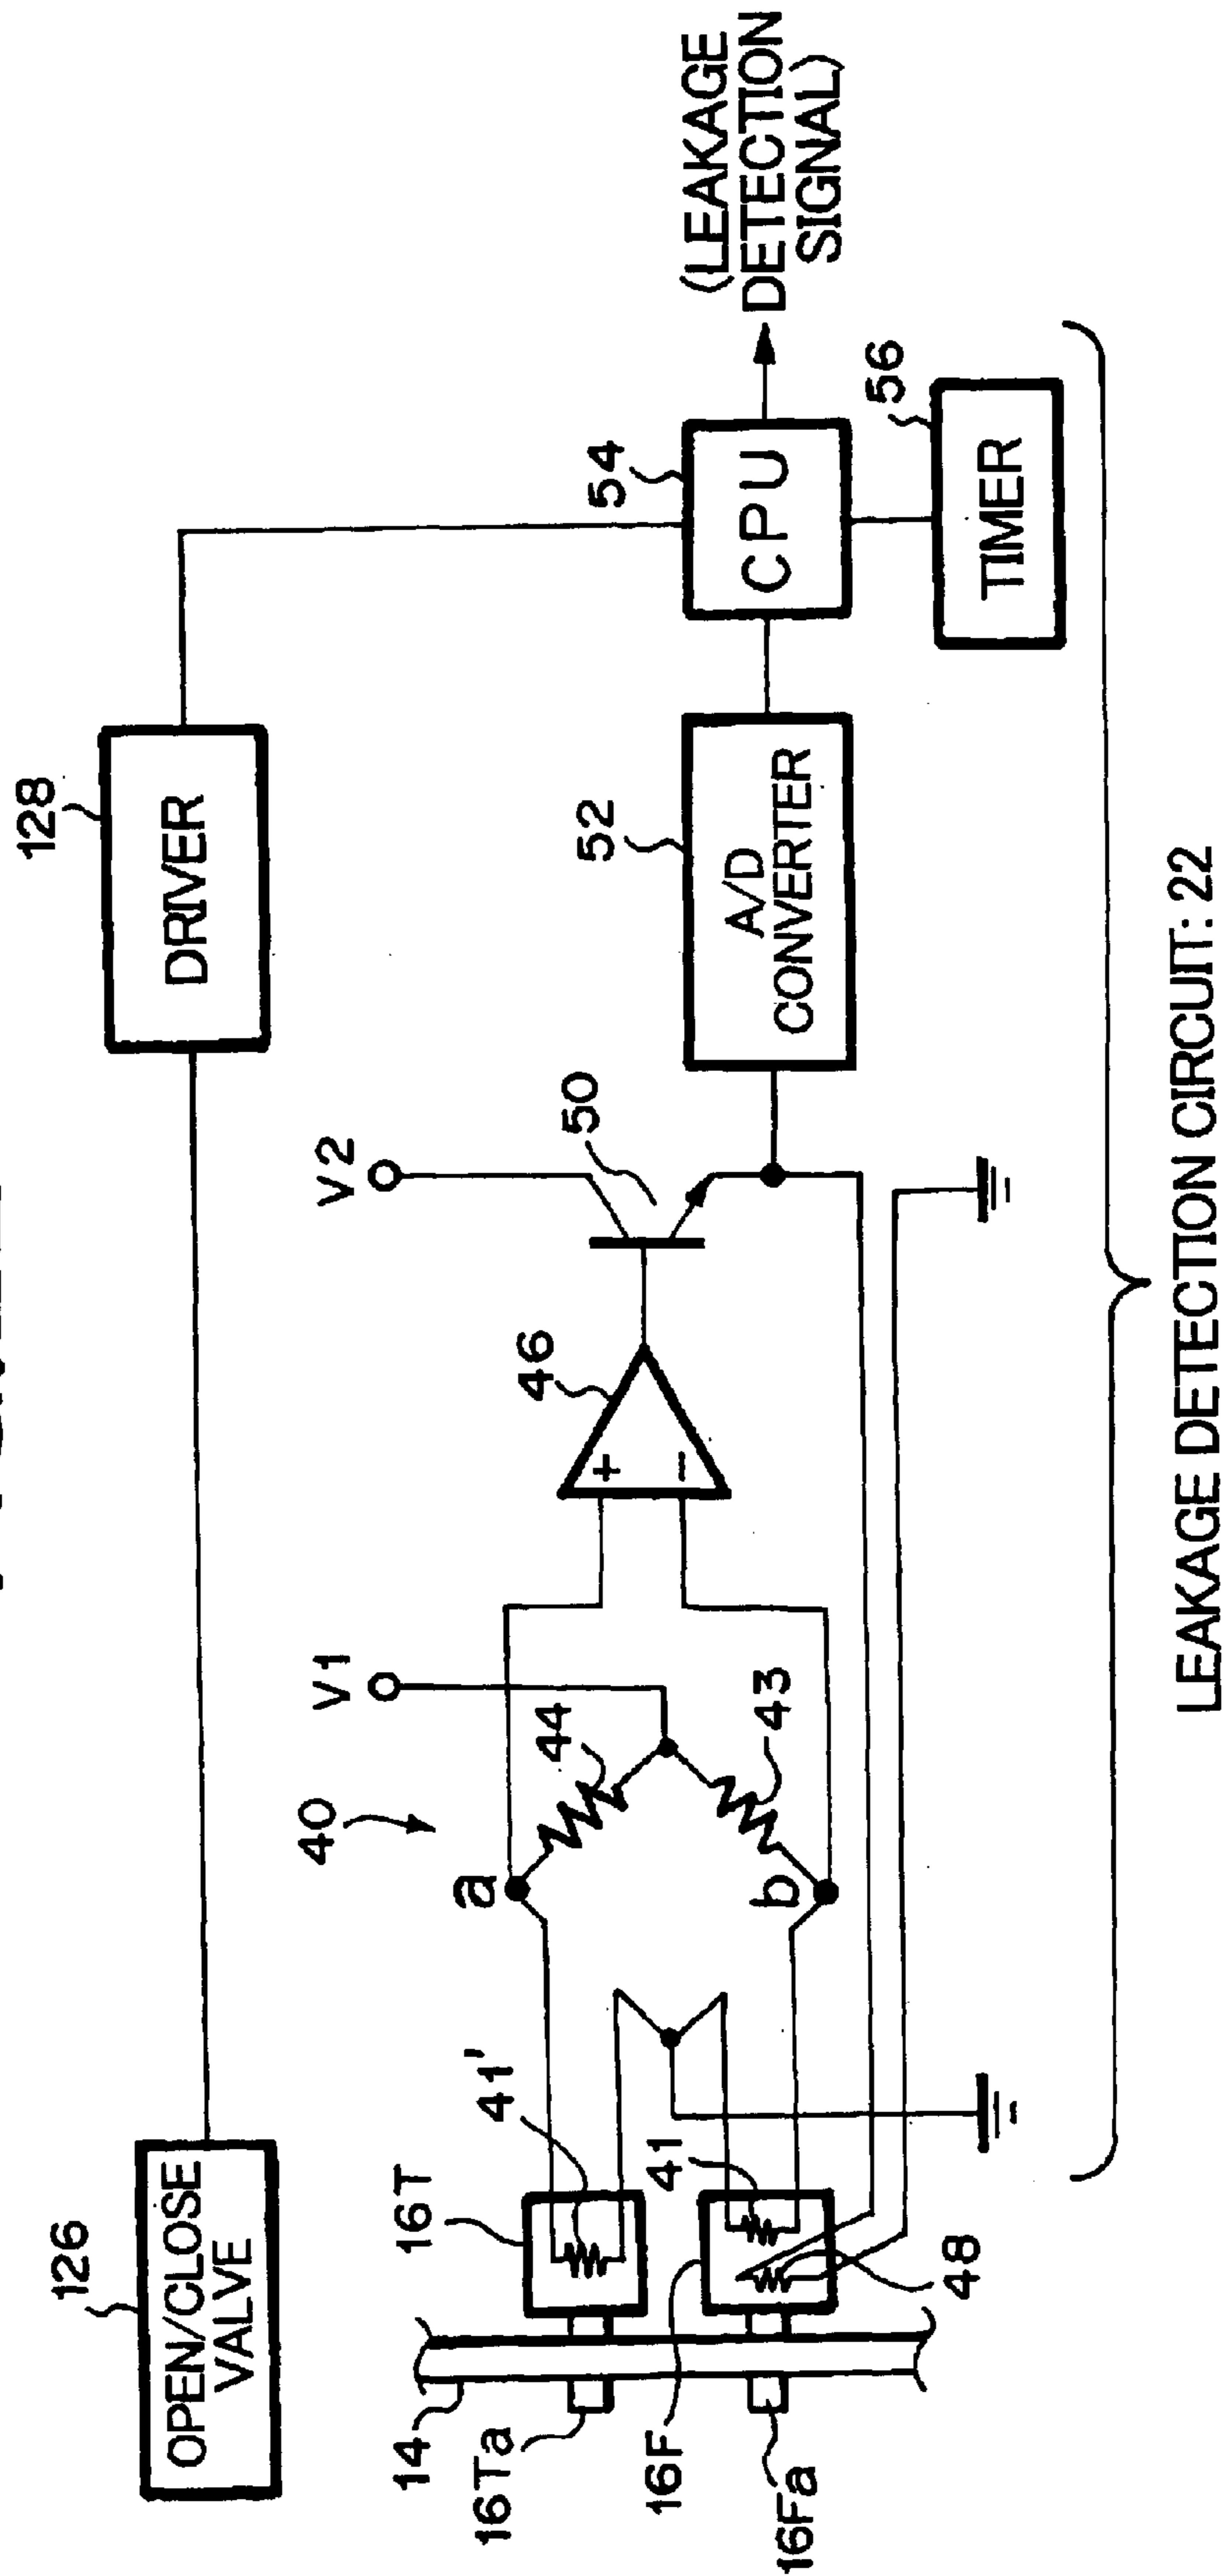 126
OPEN/CLOSE
VALVE
128
DRIVER
14
16Ta
16T
41'
16F
16Fa
41
48
40
a
b
44
43
V1
46
+
−
V2
50
52
A/D
CONVERTER
54
CPU
56
TIMER
(LEAKAGE
DETECTION
SIGNAL)
LEAKAGE DETECTION CIRCUIT: 22